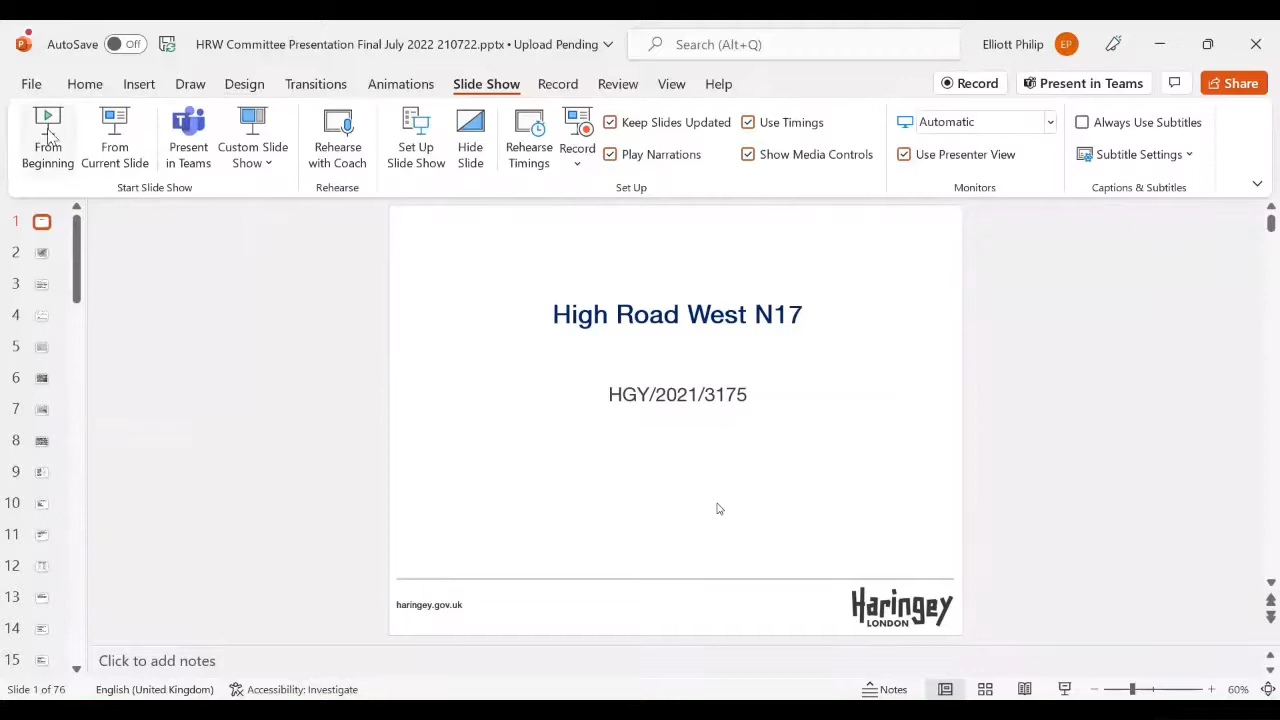 AutoSave Off HRW Committee Presentation Final July 2022 210722.pptx • Upload Pending Search (Alt+Q) Elliott Philip EP
File Home Insert Draw Design Transitions Animations Slide Show Record Review View Help Record Present in Teams Share
From Beginning
From Current Slide
Present in Teams
Custom Slide Show
Start Slide Show
Rehearse with Coach
Rehearse
Set Up Slide Show
Hide Slide
Rehearse Timings
Record
Keep Slides Updated
Play Narrations
Use Timings
Show Media Controls
Set Up
Automatic
Use Presenter View
Monitors
Always Use Subtitles
Subtitle Settings
Captions & Subtitles
1
2
3
4
5
6
7
8
9
10
11
12
13
14
15
High Road West N17
HGY/2021/3175
haringey.gov.uk
Haringey
LONDON
Click to add notes
Slide 1 of 76 English (United Kingdom) Accessibility: Investigate Notes 60%